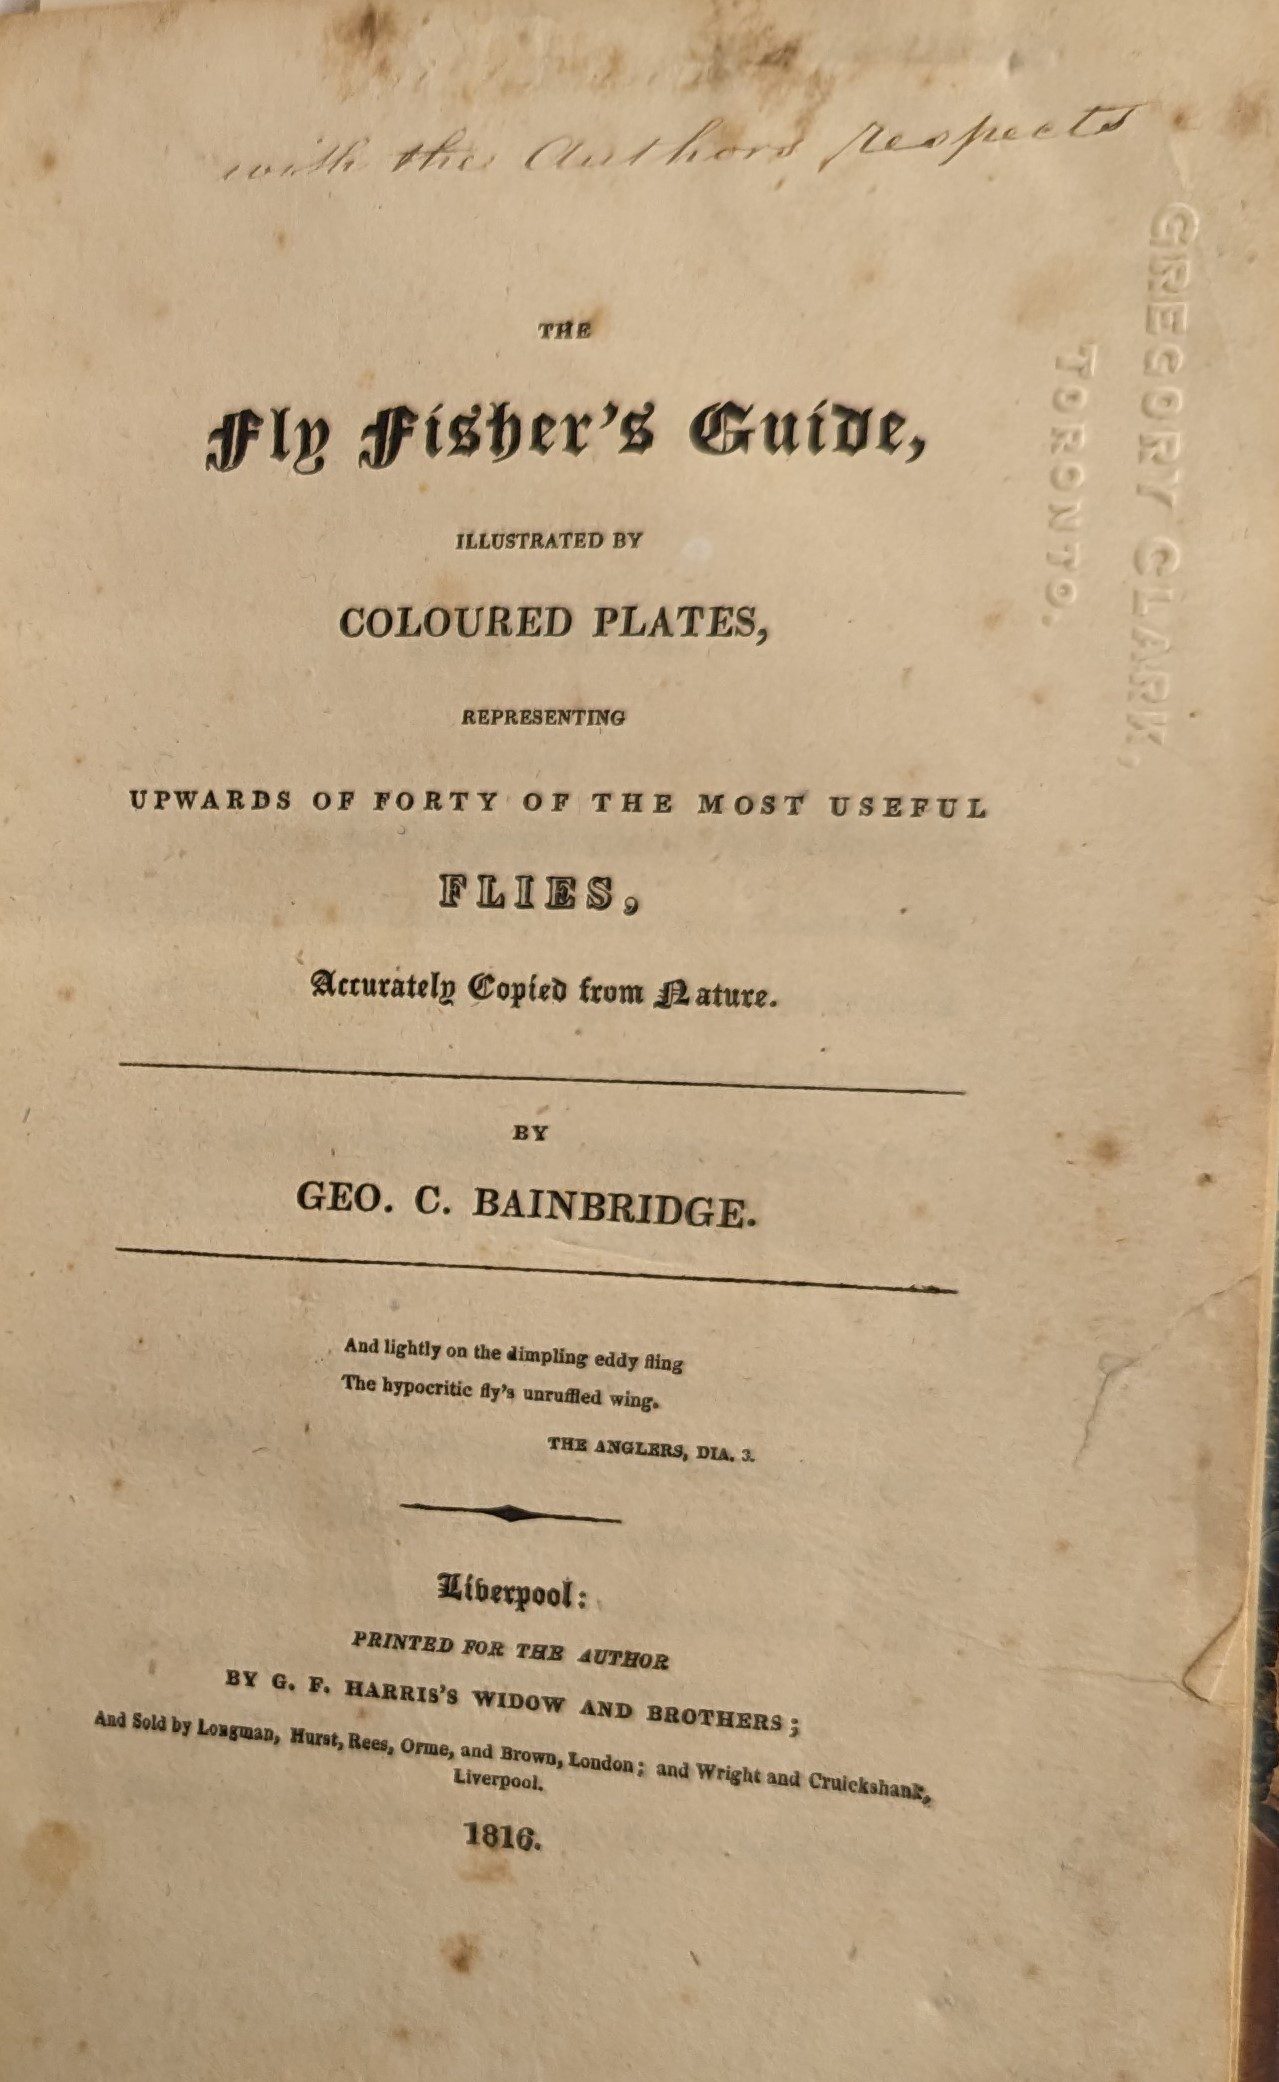 with the Authors respects
GREGORY CLARK,
TORONTO.
THE
Fly Fisher's Guide,
ILLUSTRATED BY
COLOURED PLATES,
REPRESENTING
UPWARDS OF FORTY OF THE MOST USEFUL
FLIES,
Accurately Copied from Nature.
BY
GEO. C. BAINBRIDGE.
And lightly on the dimpling eddy fling
The hypocritic fly's unruffled wing.
THE ANGLERS, DIA. 3.
Liverpool:
PRINTED FOR THE AUTHOR
BY G. F. HARRIS'S WIDOW AND BROTHERS;
And Sold by Longman, Hurst, Rees, Orme, and Brown, London; and Wright and Cruickshank,
Liverpool.
1816.